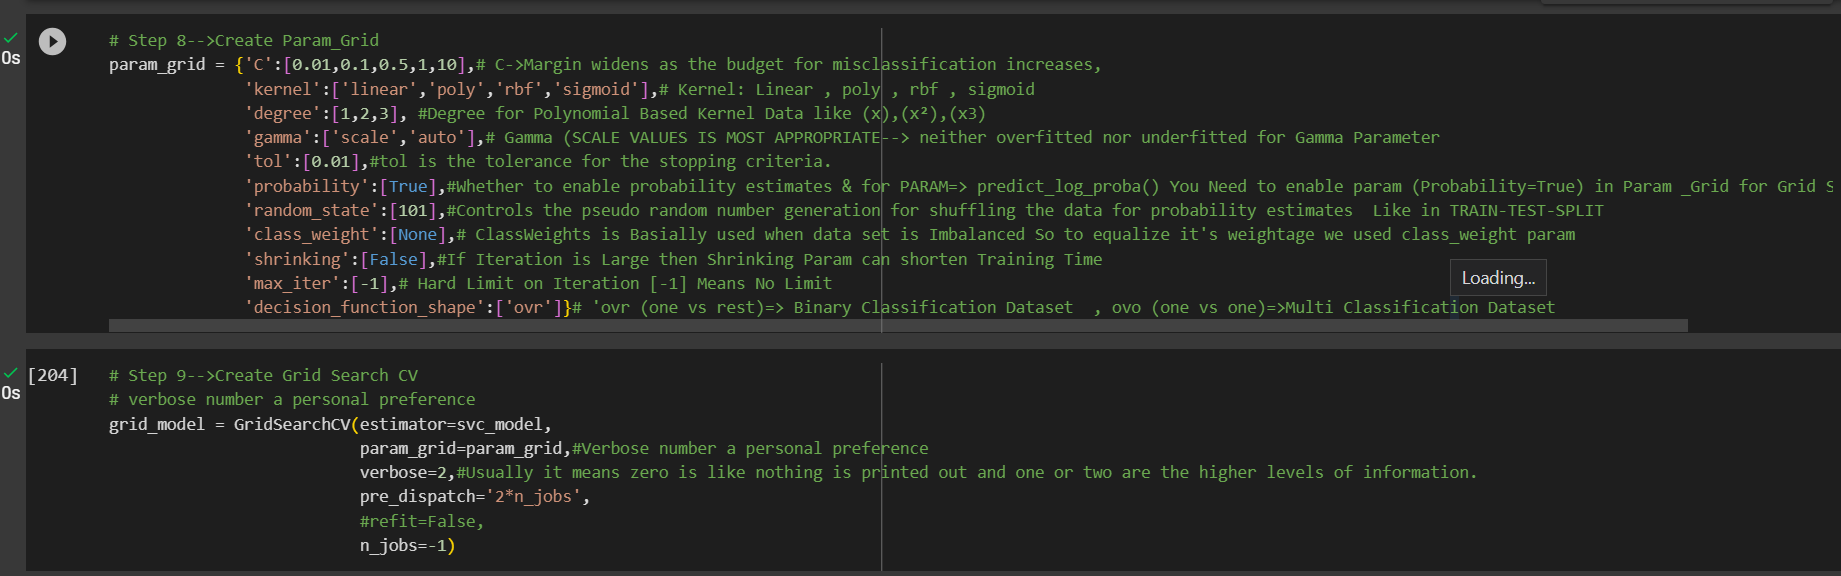 # Step 8-->Create Param_Grid
0s
param_grid = {'C':[0.01,0.1,0.5,1,10],# C->Margin widens as the budget for misclassification increases,
'kernel':['linear','poly','rbf','sigmoid'],# Kernel: Linear , poly , rbf , sigmoid
'degree':[1,2,3], #Degree for Polynomial Based Kernel Data like (x),(x²),(x3)
'gamma':['scale','auto'],# Gamma (SCALE VALUES IS MOST APPROPRIATE--> neither overfitted nor underfitted for Gamma Parameter
'tol':[0.01],#tol is the tolerance for the stopping criteria.
'probability':[True],#Whether to enable probability estimates & for PARAM=> predict_log_proba() You Need to enable param (Probability=True) in Param _Grid for Grid S
'random_state':[101],#Controls the pseudo random number generation for shuffling the data for probability estimates  Like in TRAIN-TEST-SPLIT
'class_weight':[None],# ClassWeights is Basially used when data set is Imbalanced So to equalize it's weightage we used class_weight param
'shrinking':[False],#If Iteration is Large then Shrinking Param can shorten Training Time
Loading...
'max_iter':[-1],# Hard Limit on Iteration [-1] Means No Limit
'decision_function_shape':['ovr']}# 'ovr (one vs rest)=> Binary Classification Dataset  , ovo (one vs one)=>Multi Classification Dataset
[204]
# Step 9-->Create Grid Search CV
0s
# verbose number a personal preference
grid_model = GridSearchCV(estimator=svc_model,
param_grid=param_grid,#Verbose number a personal preference
verbose=2,#Usually it means zero is like nothing is printed out and one or two are the higher levels of information.
pre_dispatch='2*n_jobs',
#refit=False,
n_jobs=-1)